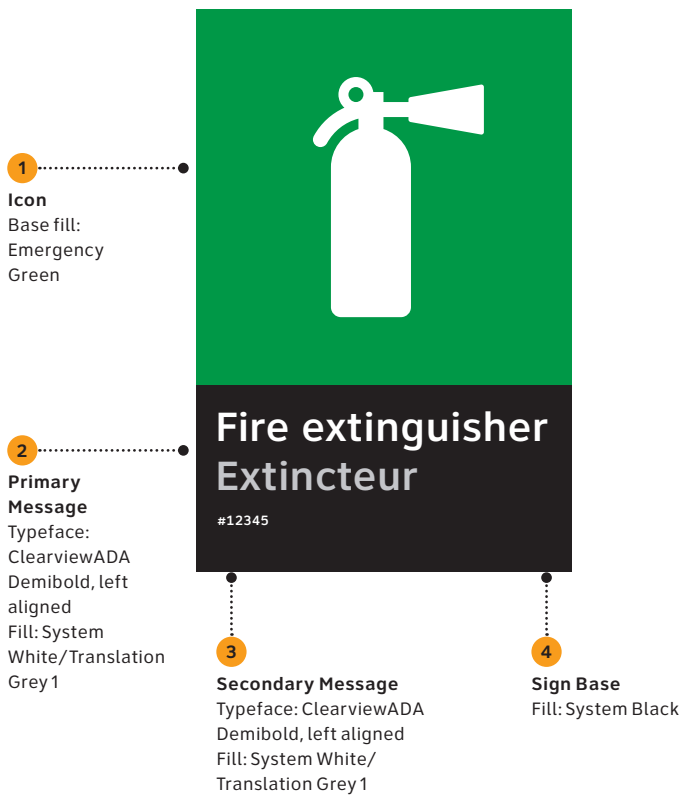 1
Icon
Base fill:
Emergency
Green
Fire extinguisher
Extincteur
#12345
2
Primary
Message
Typeface:
ClearviewADA
Demibold, left
aligned
Fill: System
White/Translation
Grey 1
3
Secondary Message
Typeface: ClearviewADA
Demibold, left aligned
Fill: System White/
Translation Grey 1
4
Sign Base
Fill: System Black